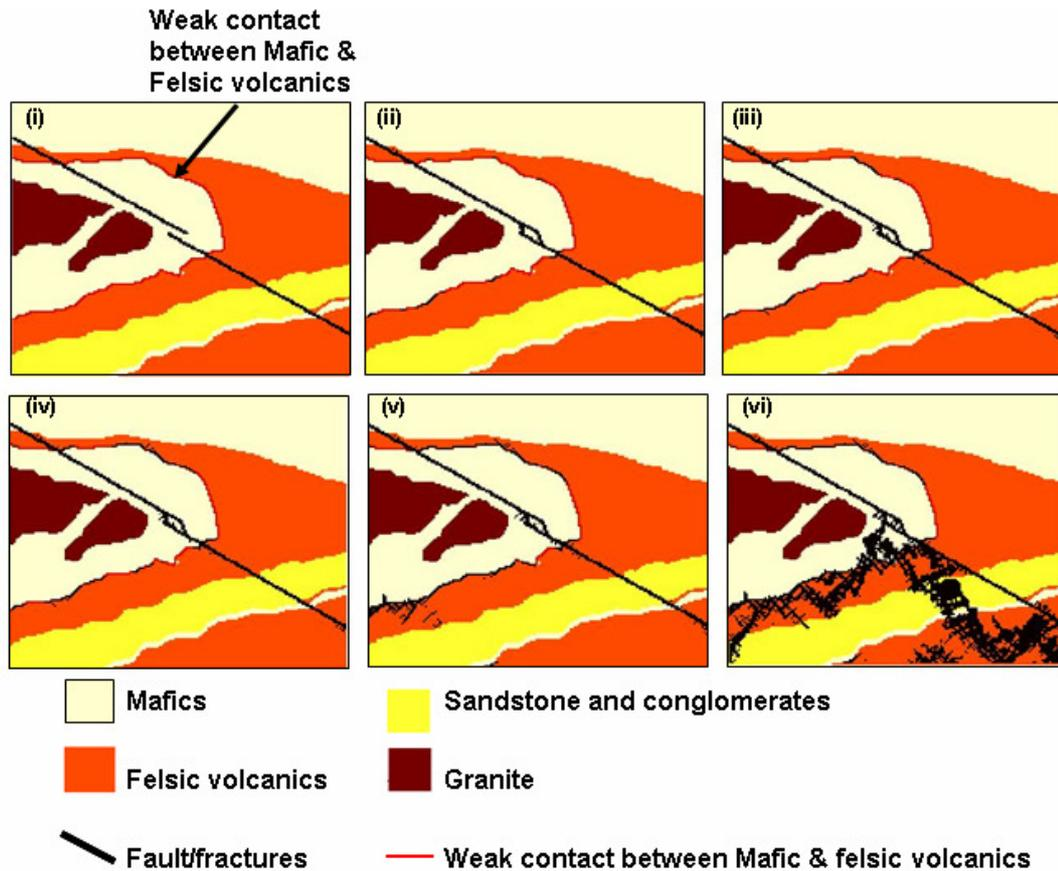 Weak contact
between Mafic &
Felsic volcanics
(i)
(ii)
(iii)
(iv)
(v)
(vi)
Mafics
Sandstone and conglomerates
Felsic volcanics
Granite
Fault/fractures
Weak contact between Mafic & felsic volcanics